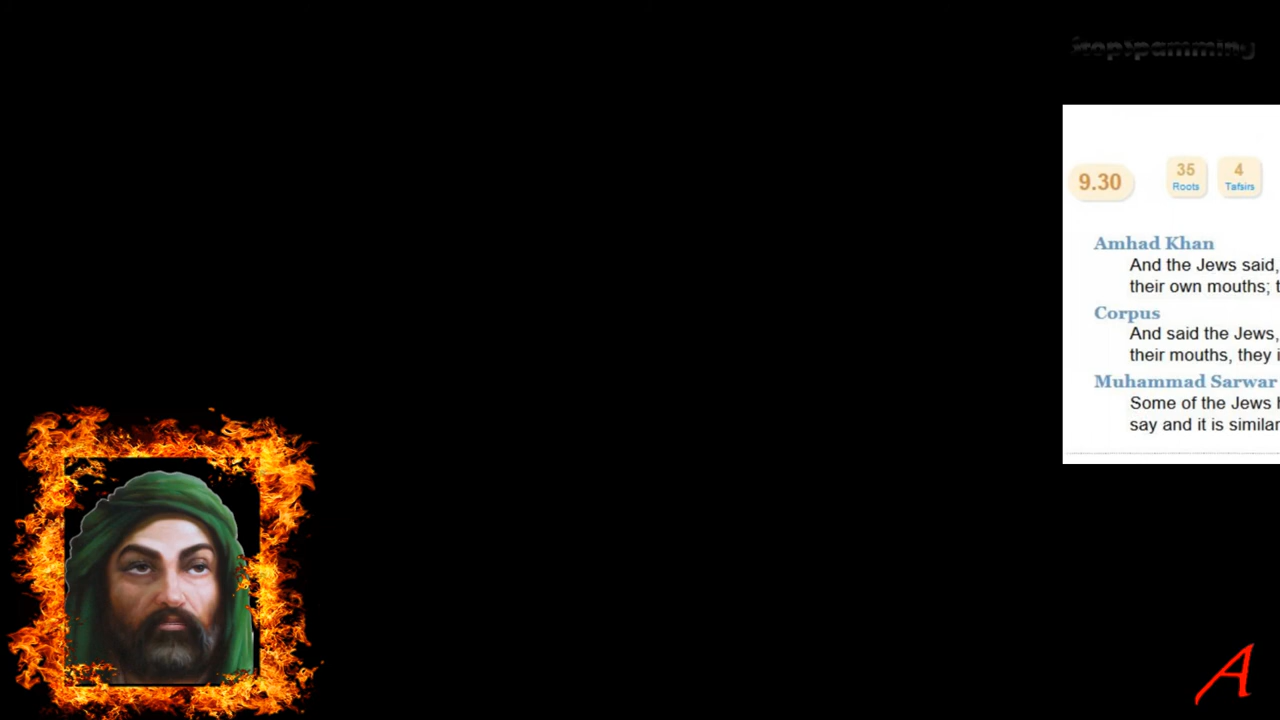 StopSpamming
9.30
35
Roots
4
Tafsirs
Amhad Khan
And the Jews said,
their own mouths;
Corpus
And said the Jews,
their mouths, they
Muhammad Sarwar
Some of the Jews
say and it is similar
A